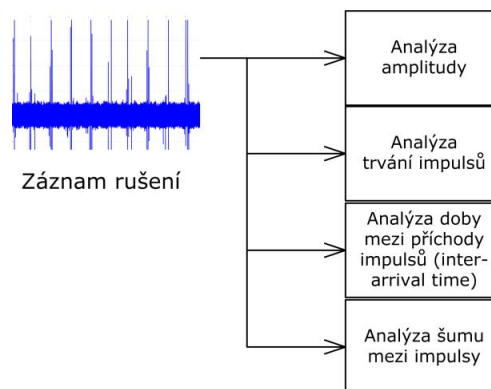 Záznam rušení
Analýza
amplitudy
Analýza
trvání impulsů
Analýza doby
mezi příchody
impulsů (inter-
arrival time)
Analýza šumu
mezi impulsy